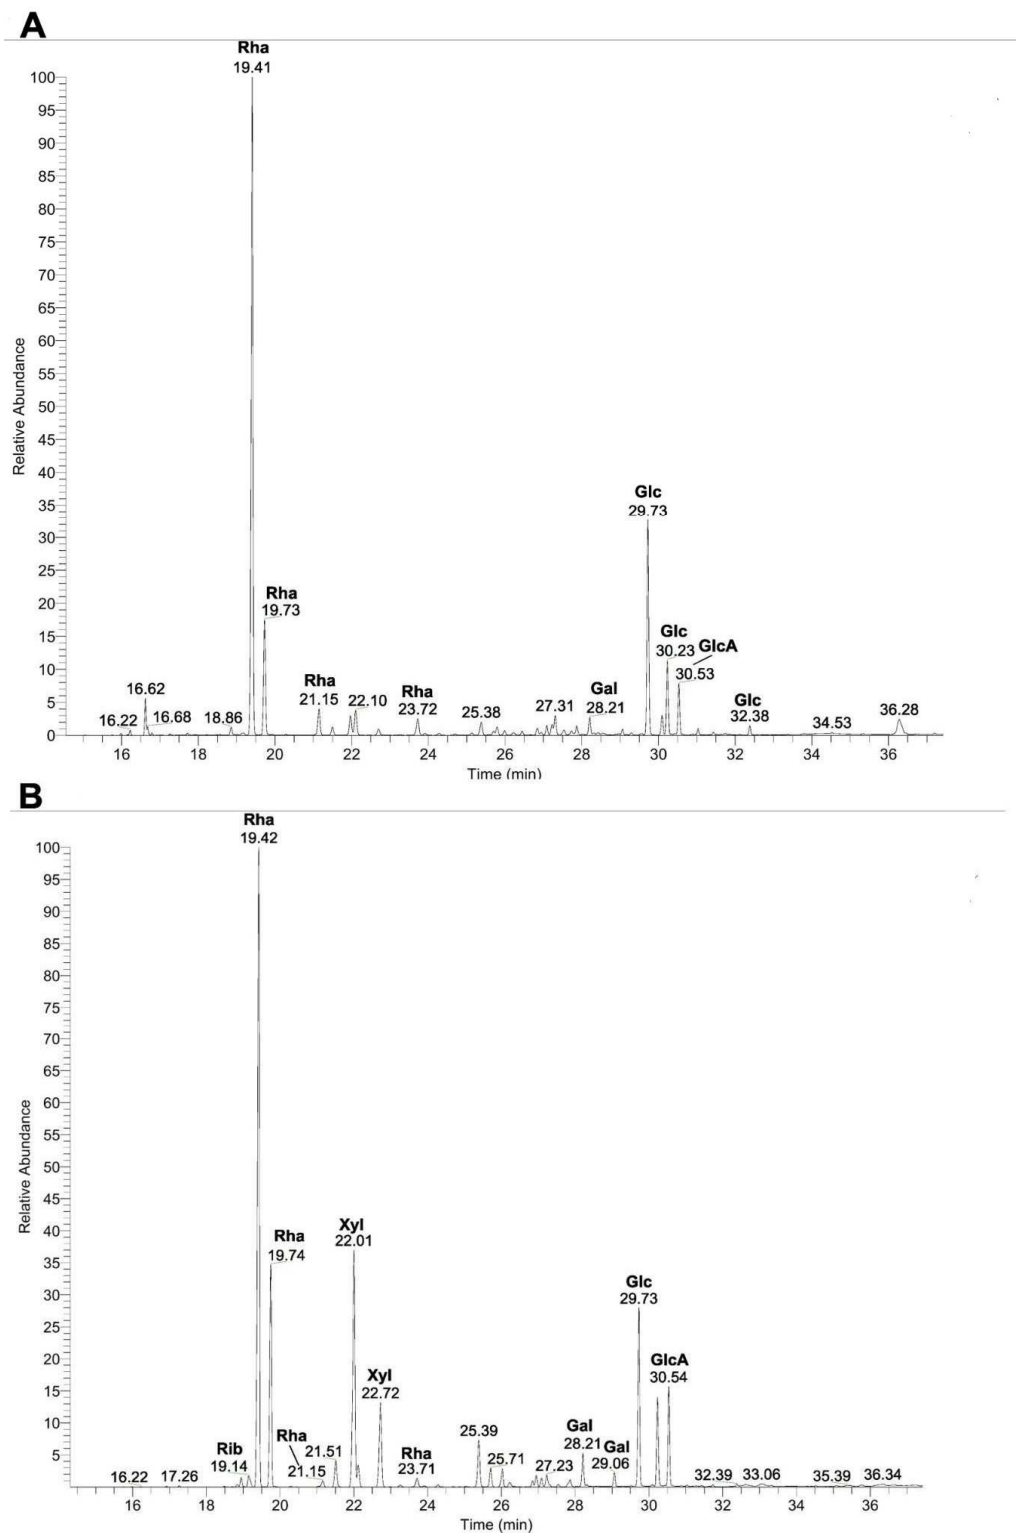 A
Rha
19.41
100
95
90
85
80
75
70
65
60
55
50
45
40
35
30
25
20
15
10
5
0
Relative Abundance
Glc
29.73
Rha
19.73
Glc
30.23
GlcA
30.53
16.62
16.22
16.68
18.86
Rha
21.15
22.10
Rha
23.72
25.38
27.31
Gal
28.21
Glc
32.38
34.53
36.28
16 18 20 22 24 26 28 30 32 34 36
Time (min)
B
Rha
19.42
100
95
90
85
80
75
70
65
60
55
50
45
40
35
30
25
20
15
10
5
Relative Abundance
Rha
19.74
Xyl
22.01
Xyl
22.72
Glc
29.73
GlcA
30.54
16.22
17.26
Rib
19.14
Rha
21.15
21.51
Rha
23.71
25.39
25.71
27.23
Gal
28.21
Gal
29.06
32.39
33.06
35.39
36.34
16 18 20 22 24 26 28 30 32 34 36
Time (min)